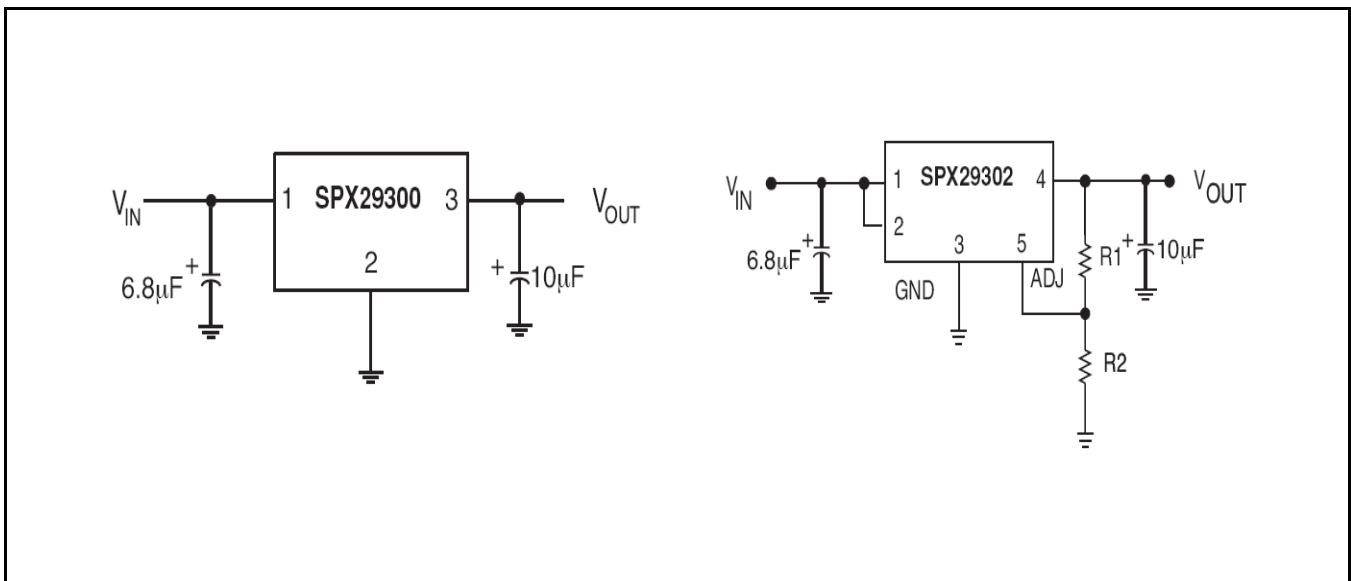 V_IN
1 SPX29300 3
V_OUT
2
+
6.8µF
+
10µF
V_IN
1 SPX29302 4
V_OUT
2
3 5
+
6.8µF
GND
ADJ
R1
+
10µF
R2